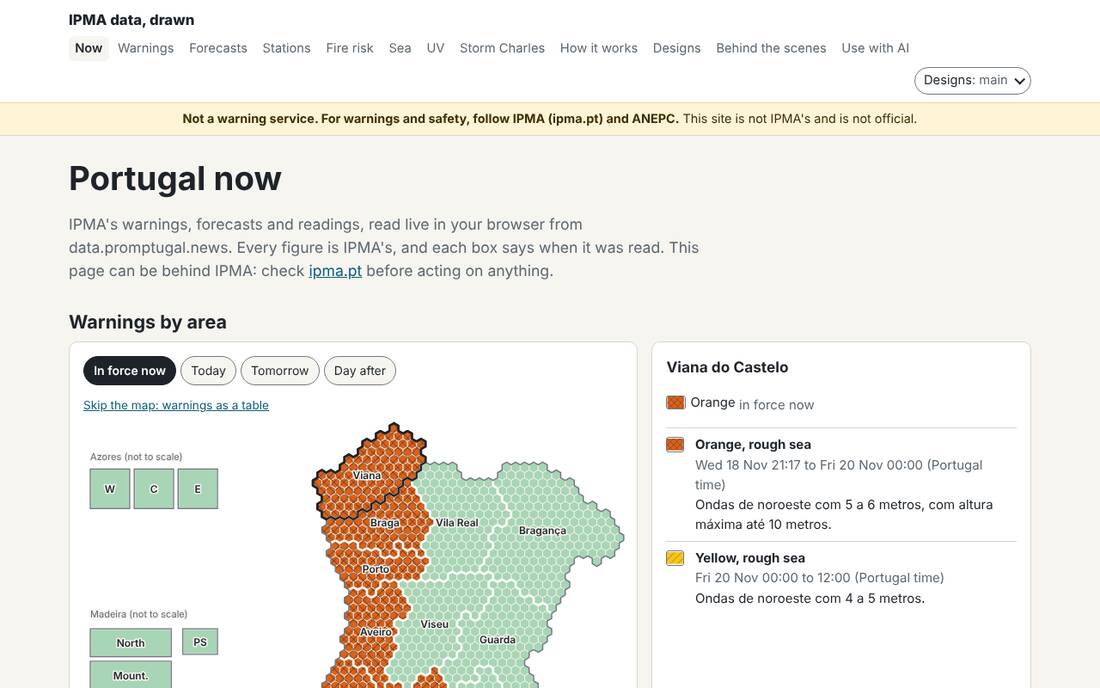 IPMA data, drawn
Now Warnings Forecasts Stations Fire risk Sea UV Storm Charles How it works Designs Behind the scenes Use with AI
Designs: main
Not a warning service. For warnings and safety, follow IPMA (ipma.pt) and ANEPC. This site is not IPMA's and is not official.
Portugal now
IPMA's warnings, forecasts and readings, read live in your browser from
data.promptugal.news. Every figure is IPMA's, and each box says when it was read. This
page can be behind IPMA: check ipma.pt before acting on anything.
Warnings by area
In force now Today Tomorrow Day after
Skip the map: warnings as a table
Azores (not to scale)
W C E
Viana
Braga
Vila Real
Bragança
Porto
Madeira (not to scale)
North PS
Mount.
Aveiro
Viseu
Guarda
Viana do Castelo
Orange in force now
Orange, rough sea
Wed 18 Nov 21:17 to Fri 20 Nov 00:00 (Portugal
time)
Ondas de noroeste com 5 a 6 metros, com altura
máxima até 10 metros.
Yellow, rough sea
Fri 20 Nov 00:00 to 12:00 (Portugal time)
Ondas de noroeste com 4 a 5 metros.